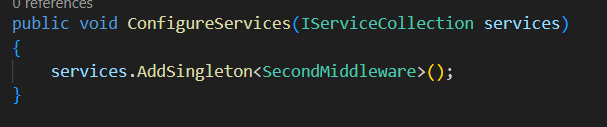 0 references
public void ConfigureServices(IServiceCollection services)
{
    services.AddSingleton<SecondMiddleware>();
}